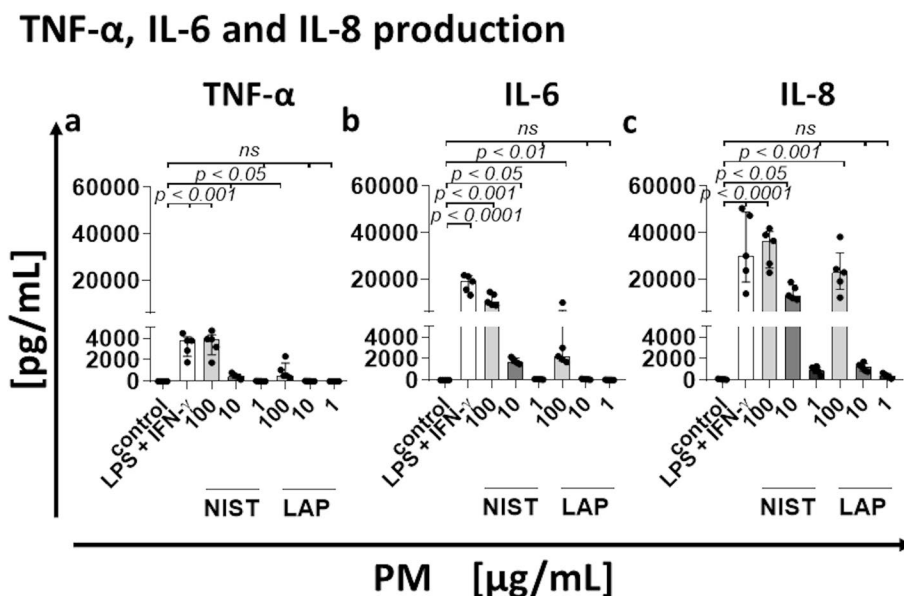 TNF-α, IL-6 and IL-8 production
TNF-α
IL-6
IL-8
a
b
c
ns
p < 0.05
p < 0.001
60000
40000
20000
4000
2000
0
control
LPS + IFN-γ
100
10
1
100
10
1
NIST
LAP
ns
p < 0.01
p < 0.05
p < 0.001
p < 0.0001
60000
40000
20000
4000
2000
0
control
LPS + IFN-γ
100
10
1
100
10
1
NIST
LAP
ns
p < 0.001
p < 0.05
p < 0.0001
60000
40000
20000
4000
2000
0
control
LPS + IFN-γ
100
10
1
100
10
1
NIST
LAP
[pg/mL]
PM [µg/mL]